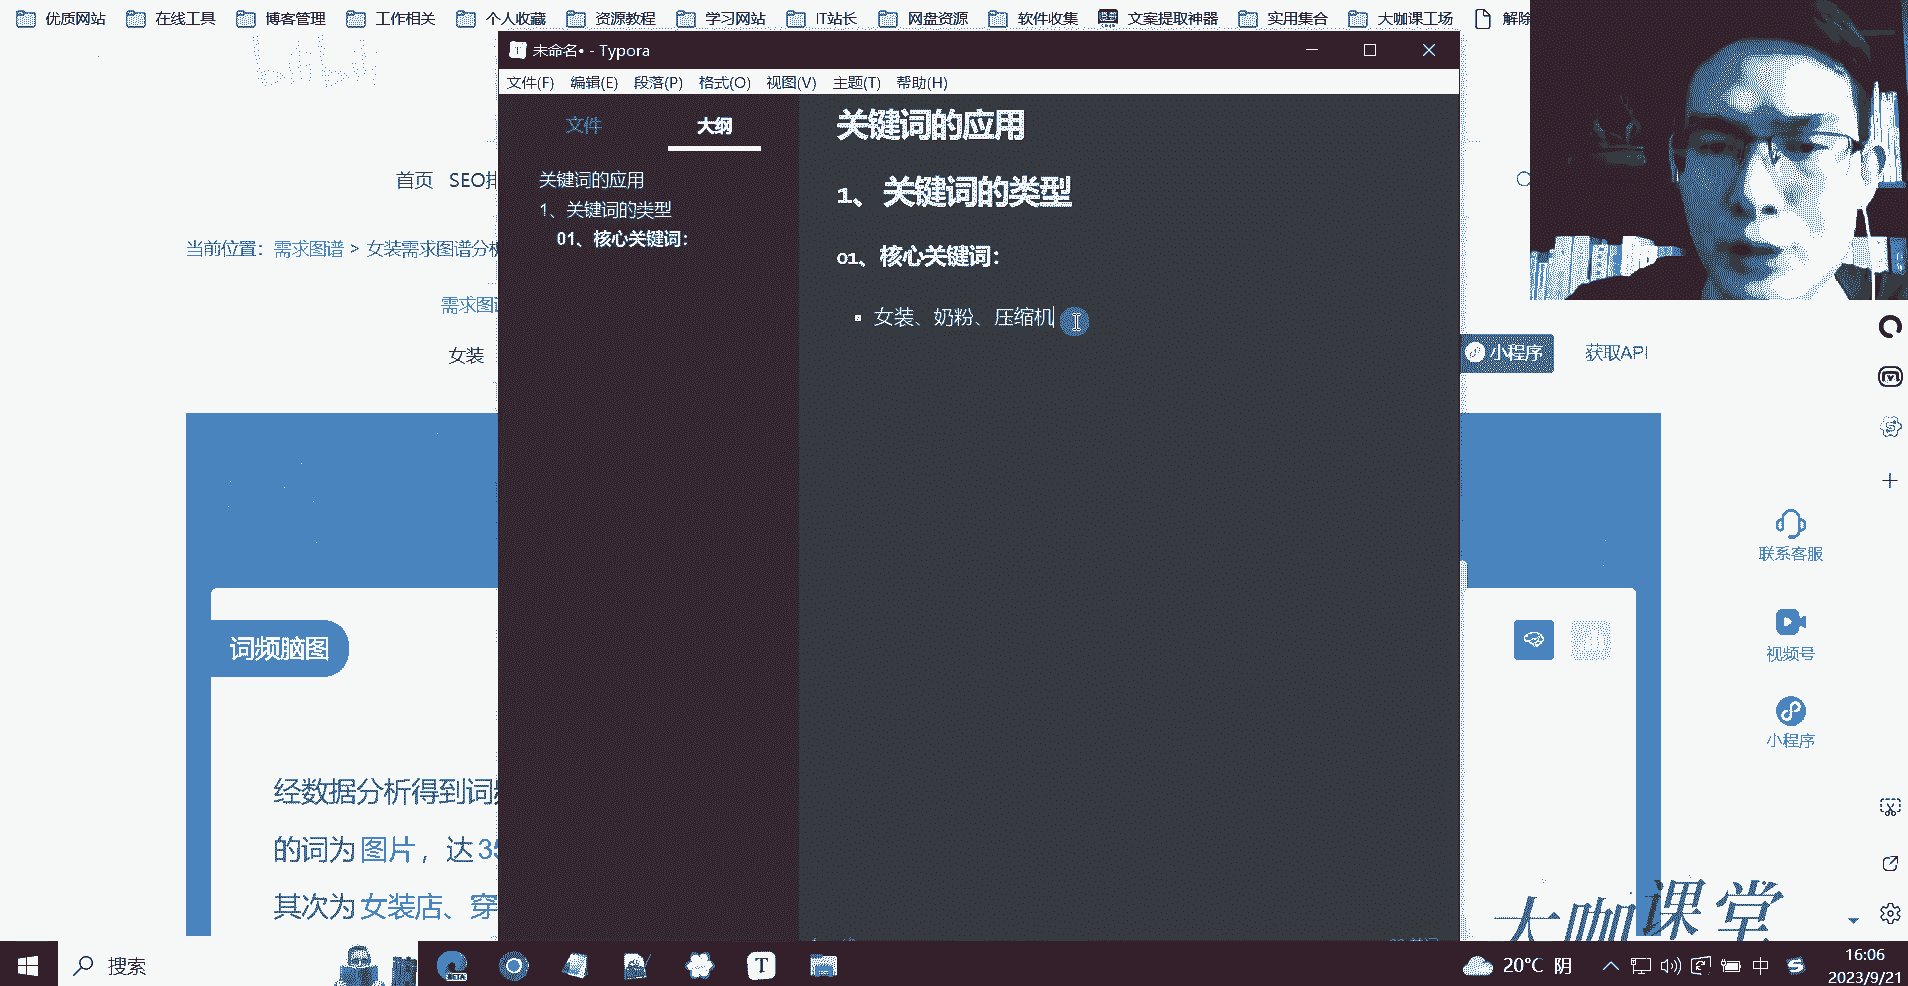 优质网站 在线工具 博客管理 工作相关 个人收藏 资源教程 学习网站 IT站长 网盘资源 软件收集 文案提取神器 实用集合 大咖课工场 解除
bilibili
未命名• - Typora
文件(F) 编辑(E) 段落(P) 格式(O) 视图(V) 主题(T) 帮助(H)
文件 大纲
关键词的应用
1、关键词的类型
01、核心关键词：
关键词的应用
1、关键词的类型
01、核心关键词：
女装、奶粉、压缩机
首页 SEO排
当前位置：需求图谱 > 女装需求图谱分析
需求图谱
女装
小程序 获取API
词频脑图
经数据分析得到词频
的词为 图片，达 35
其次为 女装店、穿
联系客服
视频号
小程序
大咖课堂
搜索
BETA
T
20°C 阴
中
16:06
2023/9/21